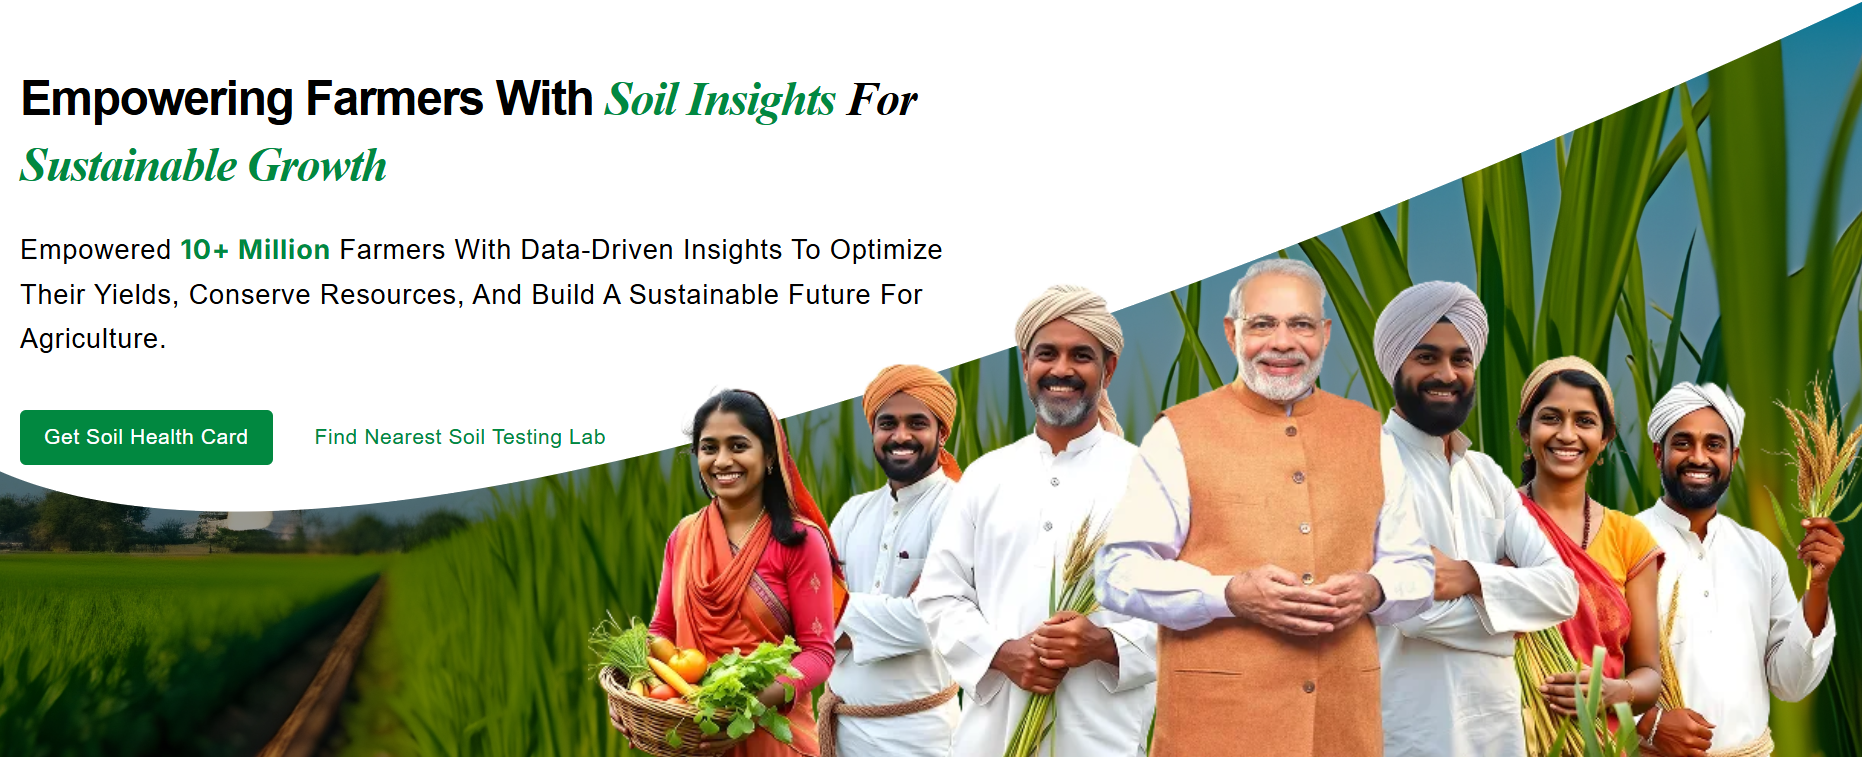 Empowering Farmers With Soil Insights For
Sustainable Growth
Empowered 10+ Million Farmers With Data-Driven Insights To Optimize
Their Yields, Conserve Resources, And Build A Sustainable Future For
Agriculture.
Get Soil Health Card
Find Nearest Soil Testing Lab